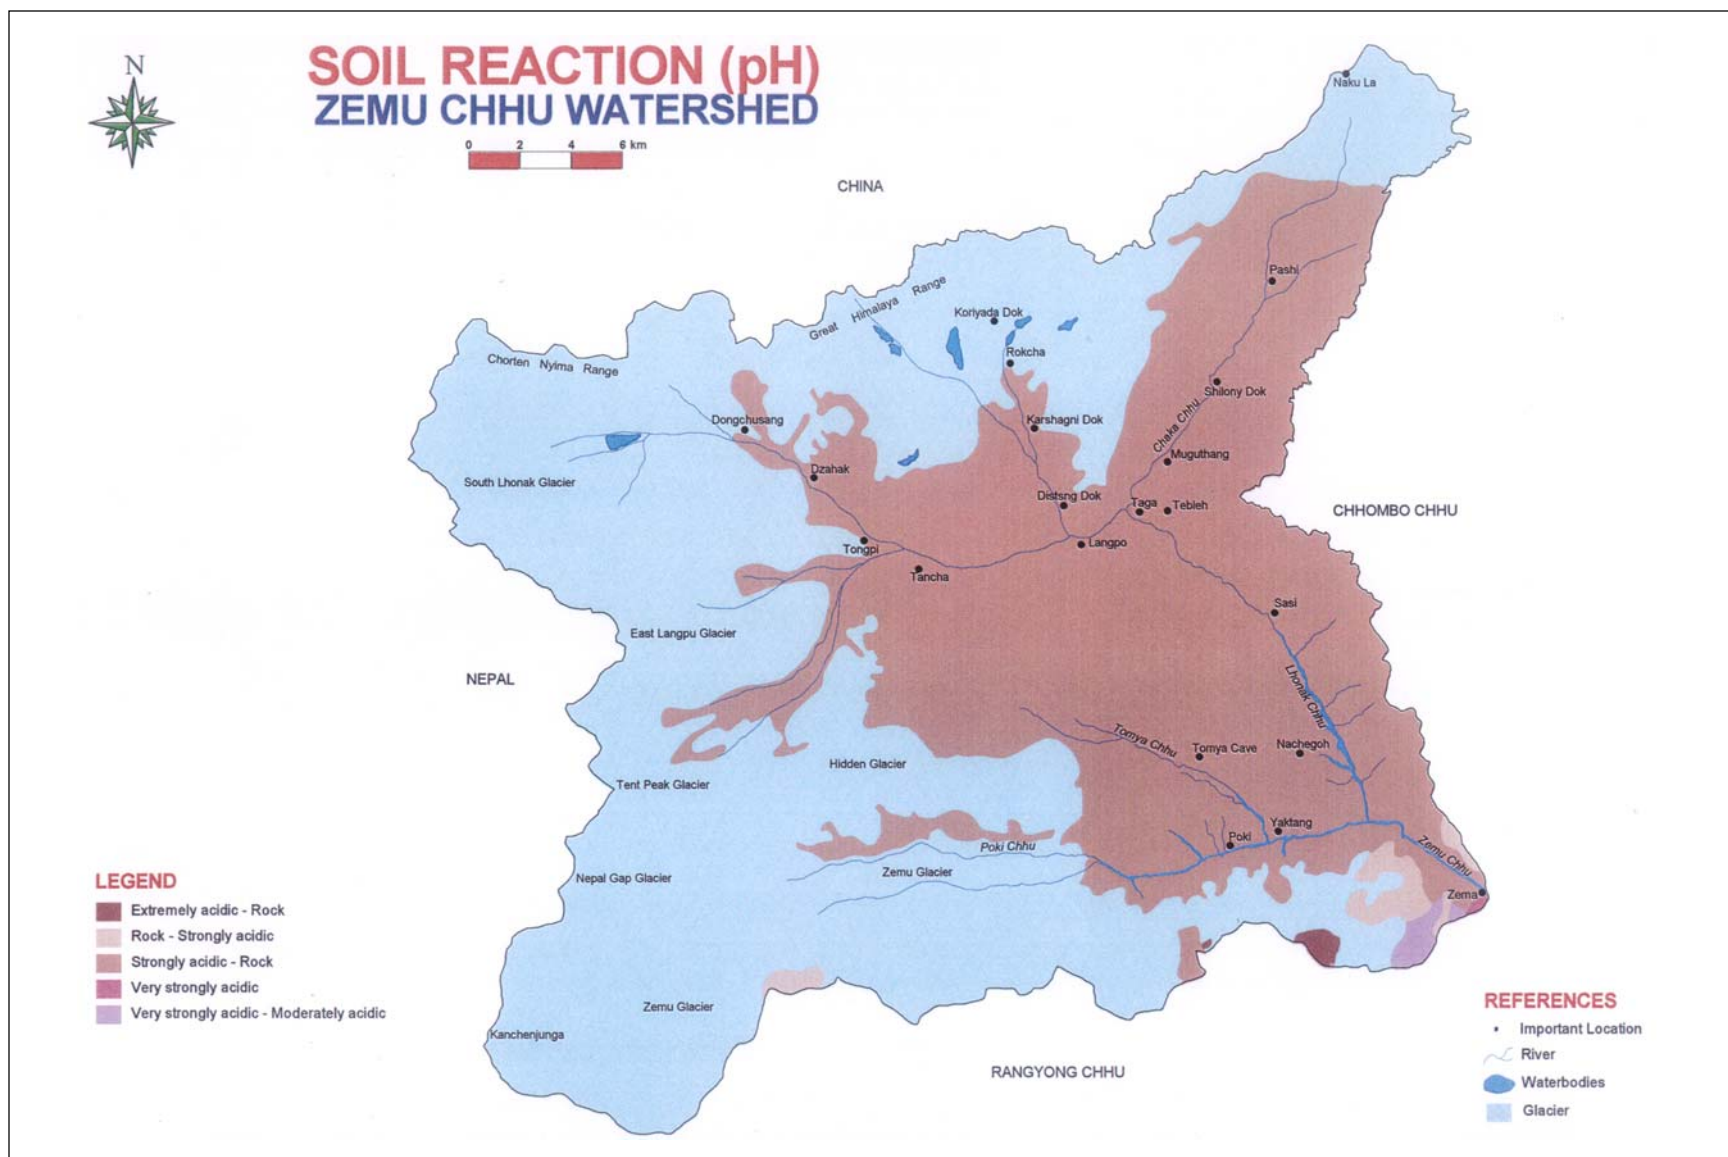 N
SOIL REACTION (pH)
ZEMU CHHU WATERSHED
0 2 4 6 km
Naku La
CHINA
Pashi
Great Himalaya Range
Koriyada Dok
Rokcha
Chorten Nyima Range
Shilony Dok
Dongchusang
Karshagni Dok
Chaka Chhu
Muguthang
Dzahak
South Lhonak Glacier
Distsng Dok
Taga
Tebleh
CHHOMBO CHHU
Tongpi
Langpo
Tancha
Sasi
East Langpu Glacier
NEPAL
Lhonak Chhu
Tomya Chhu
Tomya Cave
Nachegoh
Hidden Glacier
Tent Peak Glacier
Yaktang
Poki
Poki Chhu
Zemu Chhu
Zemu Glacier
Nepal Gap Glacier
Zema
LEGEND
Extremely acidic - Rock
Rock - Strongly acidic
Strongly acidic - Rock
Very strongly acidic
Very strongly acidic - Moderately acidic
Zemu Glacier
Kanchenjunga
RANGYONG CHHU
REFERENCES
Important Location
River
Waterbodies
Glacier